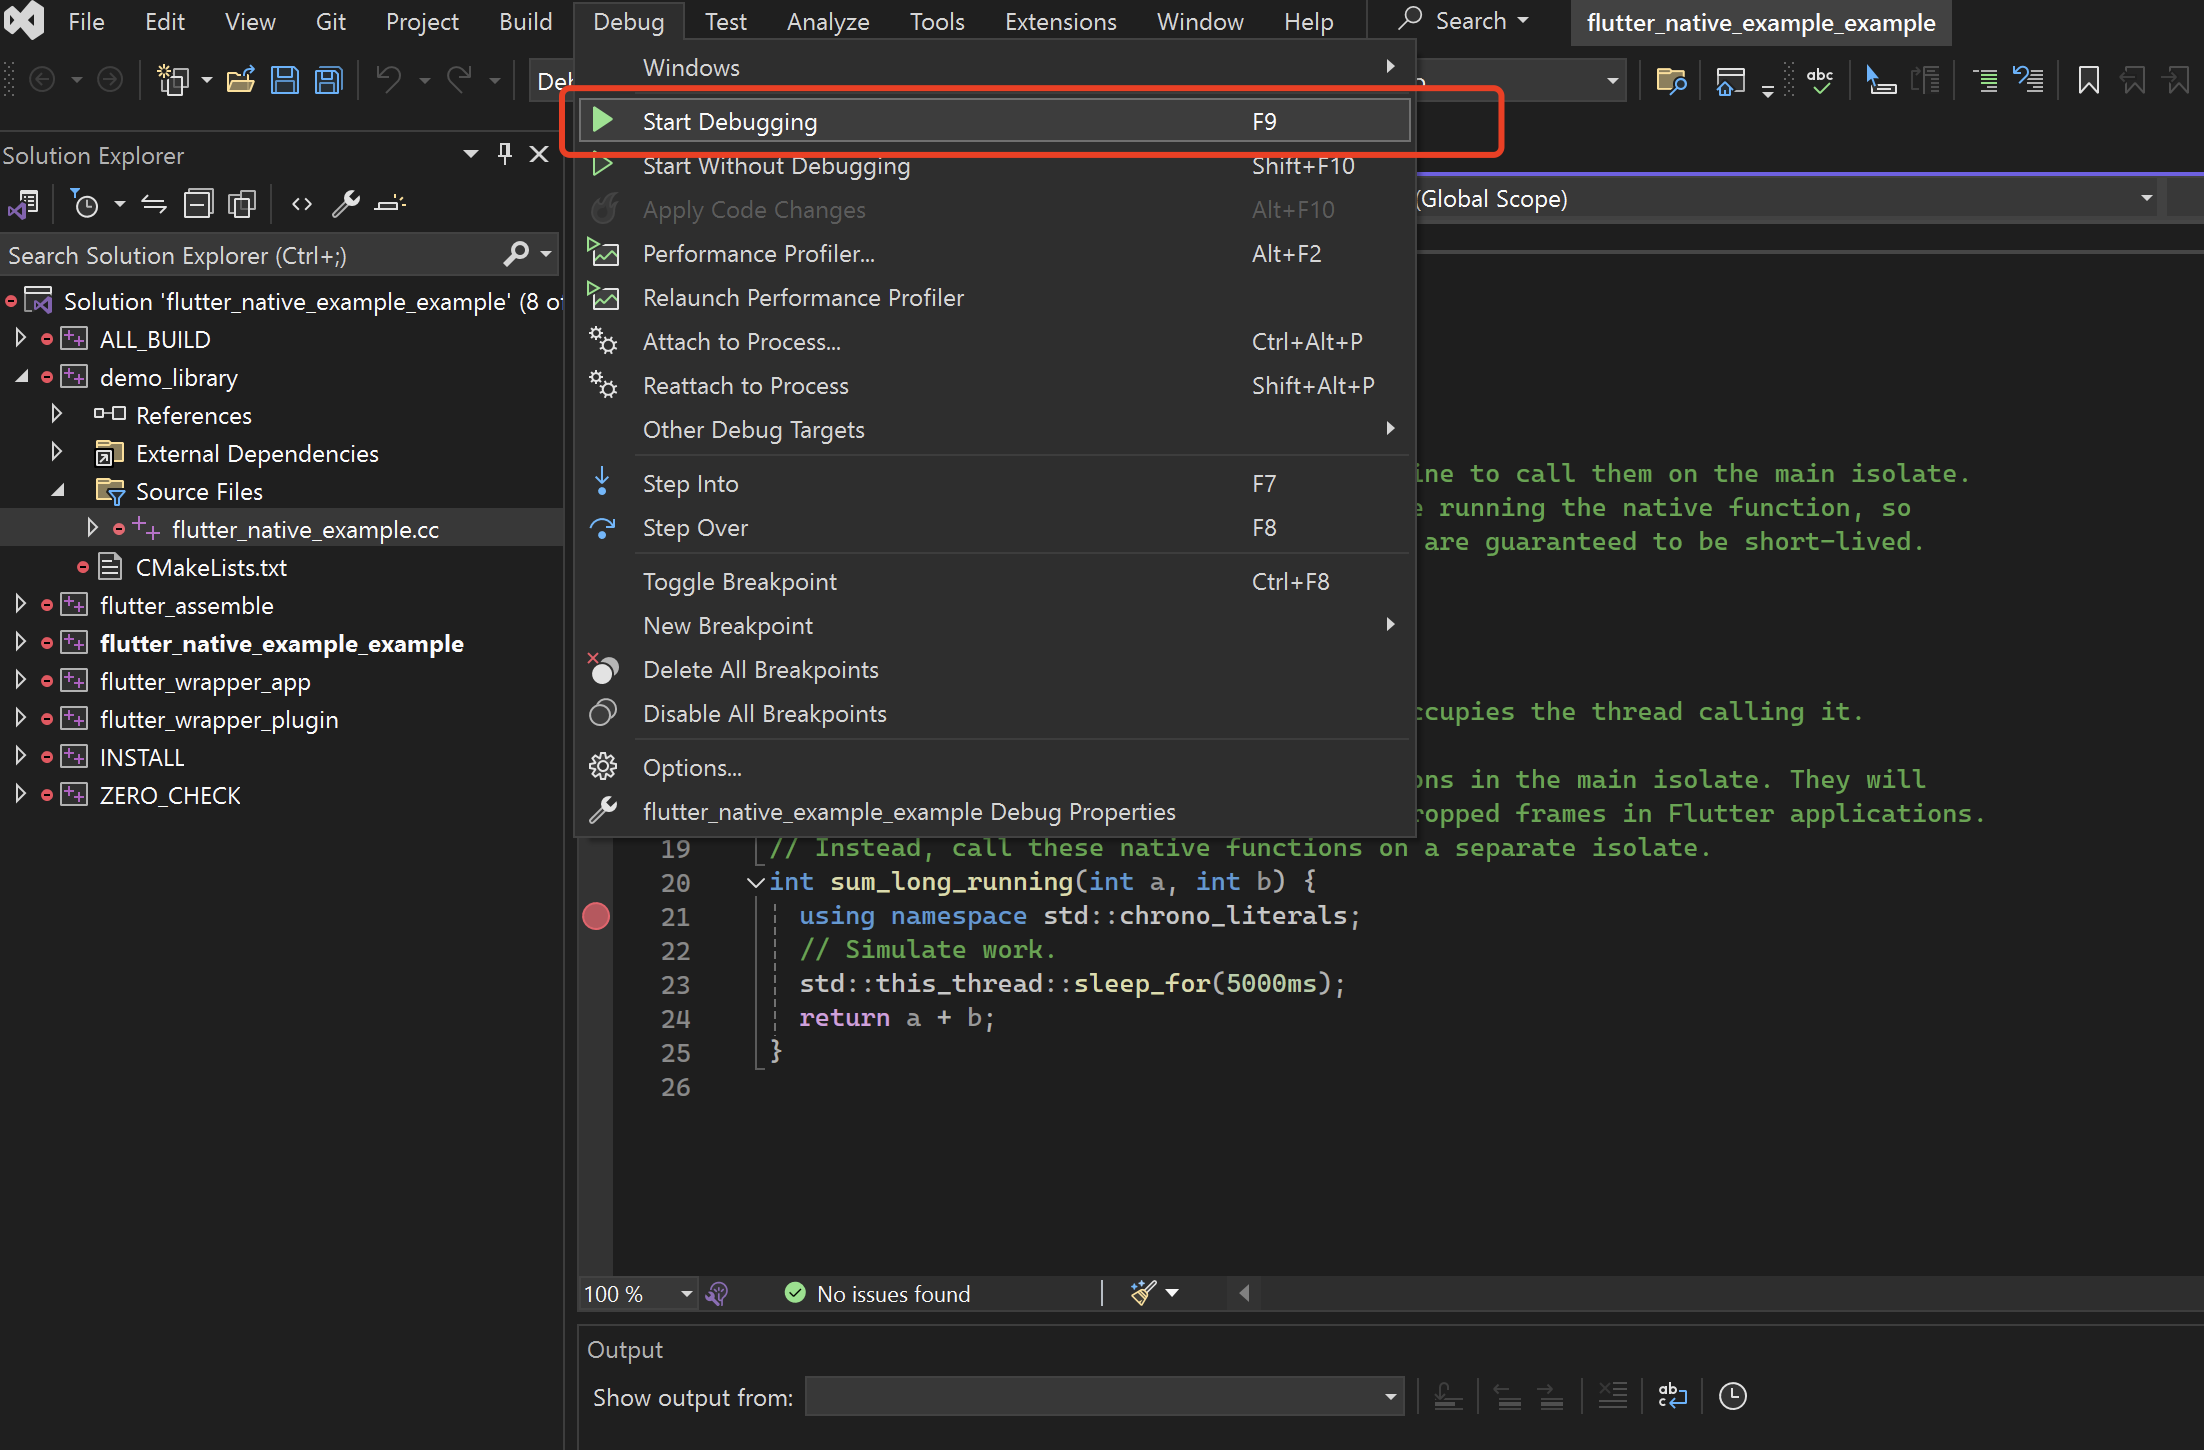 File Edit View Git Project Build Debug Test Analyze Tools Extensions Window Help Search flutter_native_example_example
Solution Explorer
Search Solution Explorer (Ctrl+;)
Solution 'flutter_native_example_example' (8
ALL_BUILD
demo_library
References
External Dependencies
Source Files
flutter_native_example.cc
CMakeLists.txt
flutter_assemble
flutter_native_example_example
flutter_wrapper_app
flutter_wrapper_plugin
INSTALL
ZERO_CHECK
Windows
Start Debugging F9
Start Without Debugging Shift+F10
Apply Code Changes Alt+F10
Performance Profiler... Alt+F2
Relaunch Performance Profiler
Attach to Process... Ctrl+Alt+P
Reattach to Process Shift+Alt+P
Other Debug Targets
Step Into F7
Step Over F8
Toggle Breakpoint Ctrl+F8
New Breakpoint
Delete All Breakpoints
Disable All Breakpoints
Options...
flutter_native_example_example Debug Properties
(Global Scope)
to call them on the main isolate.
running the native function, so
are guaranteed to be short-lived.
the thread calling it.
in the main isolate. They will
frames in Flutter applications.
19 // Instead, call these native functions on a separate isolate.
20 int sum_long_running(int a, int b) {
21 using namespace std::chrono_literals;
22 // Simulate work.
23 std::this_thread::sleep_for(5000ms);
24 return a + b;
25 }
26
100 % No issues found
Output
Show output from: